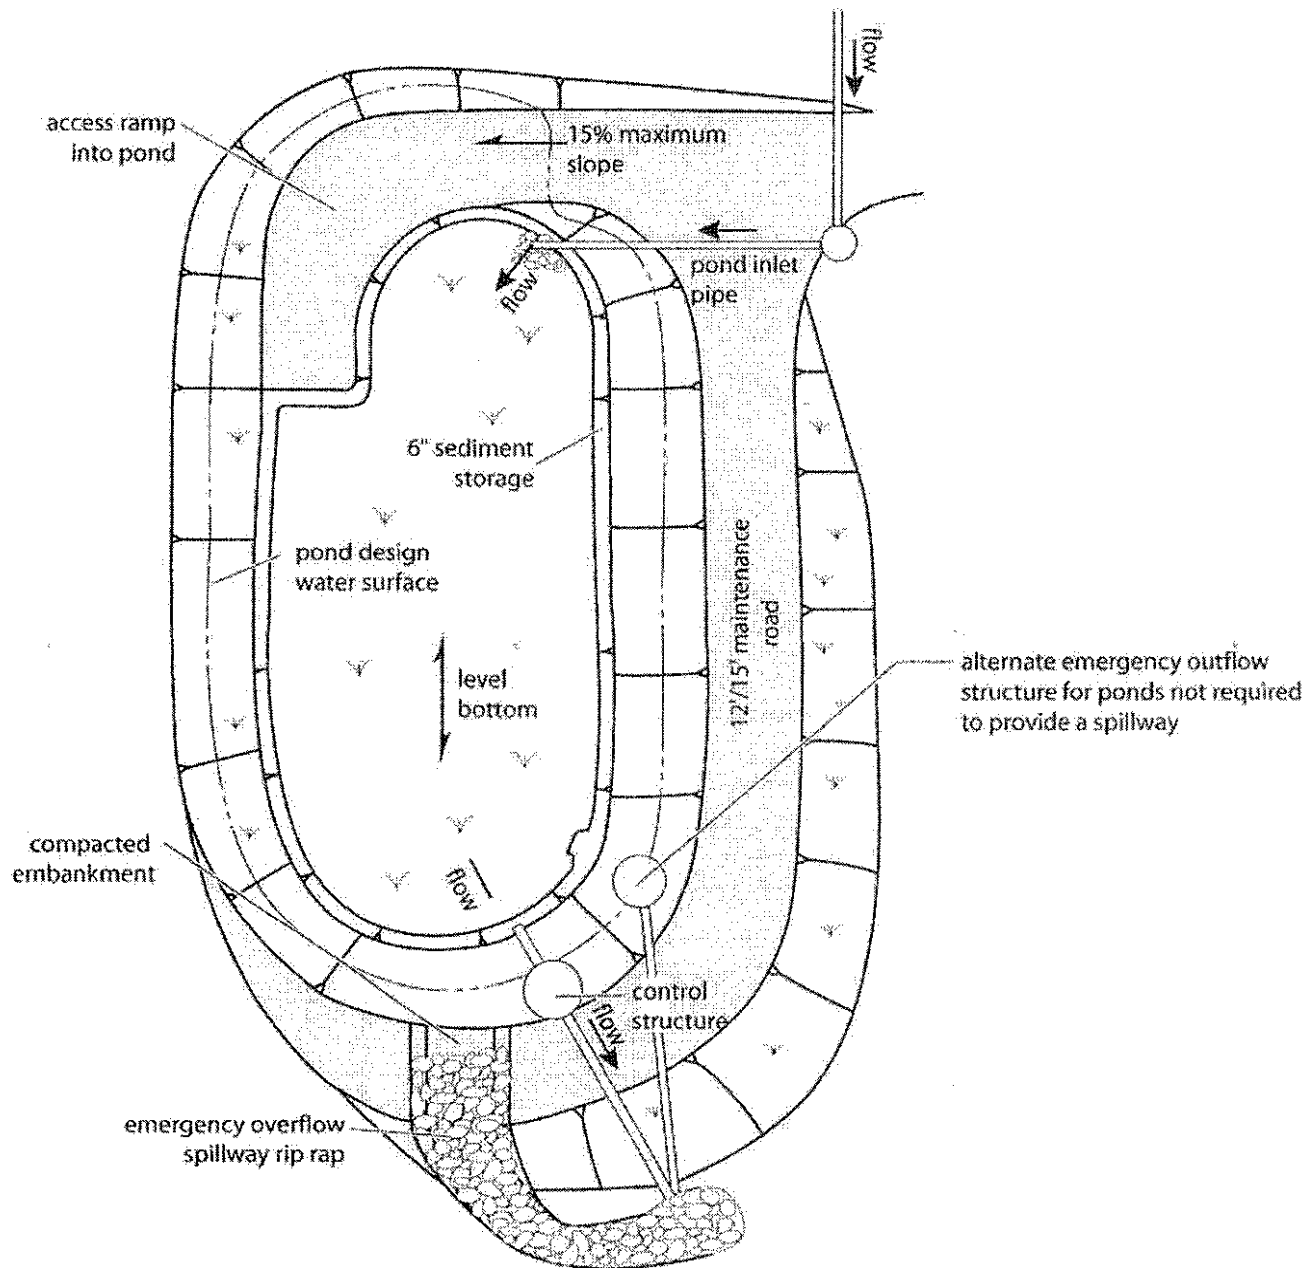 flow
access ramp
into pond
15% maximum
slope
pond inlet
pipe
flow
6" sediment
storage
pond design
water surface
12'/15' maintenance
road
level
bottom
alternate emergency outflow
structure for ponds not required
to provide a spillway
compacted
embankment
flow
control
structure
flow
emergency overflow
spillway rip rap